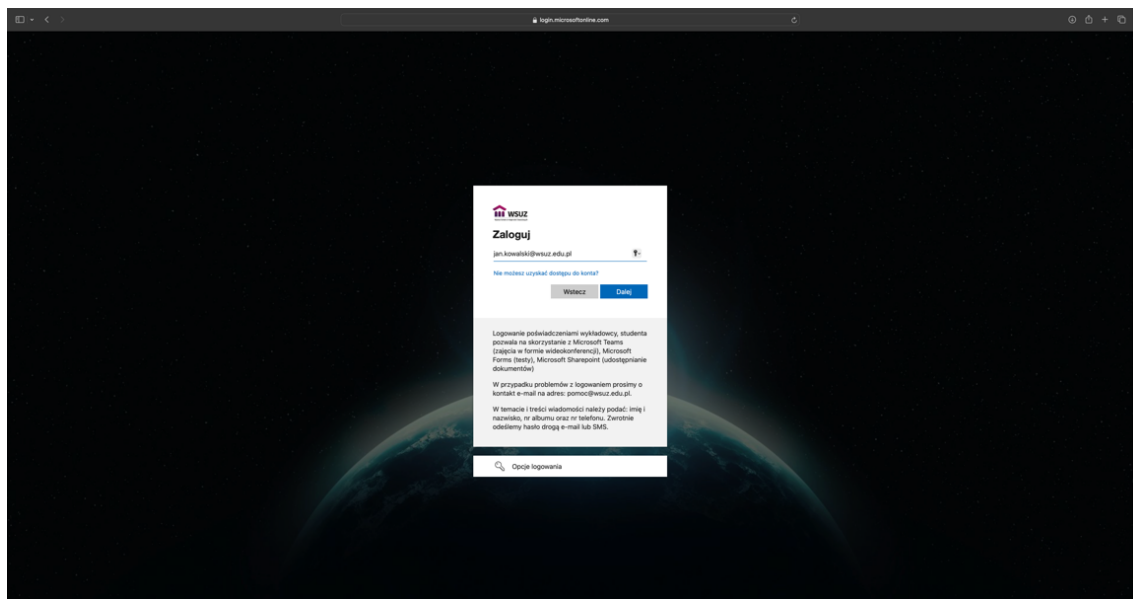 login.microsoftonline.com
WSUZ
Zaloguj
jan.kowalski@wsuz.edu.pl
Nie możesz uzyskać dostępu do konta?
Wstecz
Dalej
Logowanie poświadczeniami wykładowcy, studenta
pozwala na skorzystanie z Microsoft Teams
(zajęcia w formie wideokonferencji), Microsoft
Forms (testy), Microsoft Sharepoint (udostępnianie
dokumentów)
W przypadku problemów z logowaniem prosimy o
kontakt e-mail na adres: pomoc@wsuz.edu.pl.
W temacie i treści wiadomości należy podać: imię i
nazwisko, nr albumu oraz nr telefonu. Zwrotnie
odeślemy hasło drogą e-mail lub SMS.
Opcje logowania